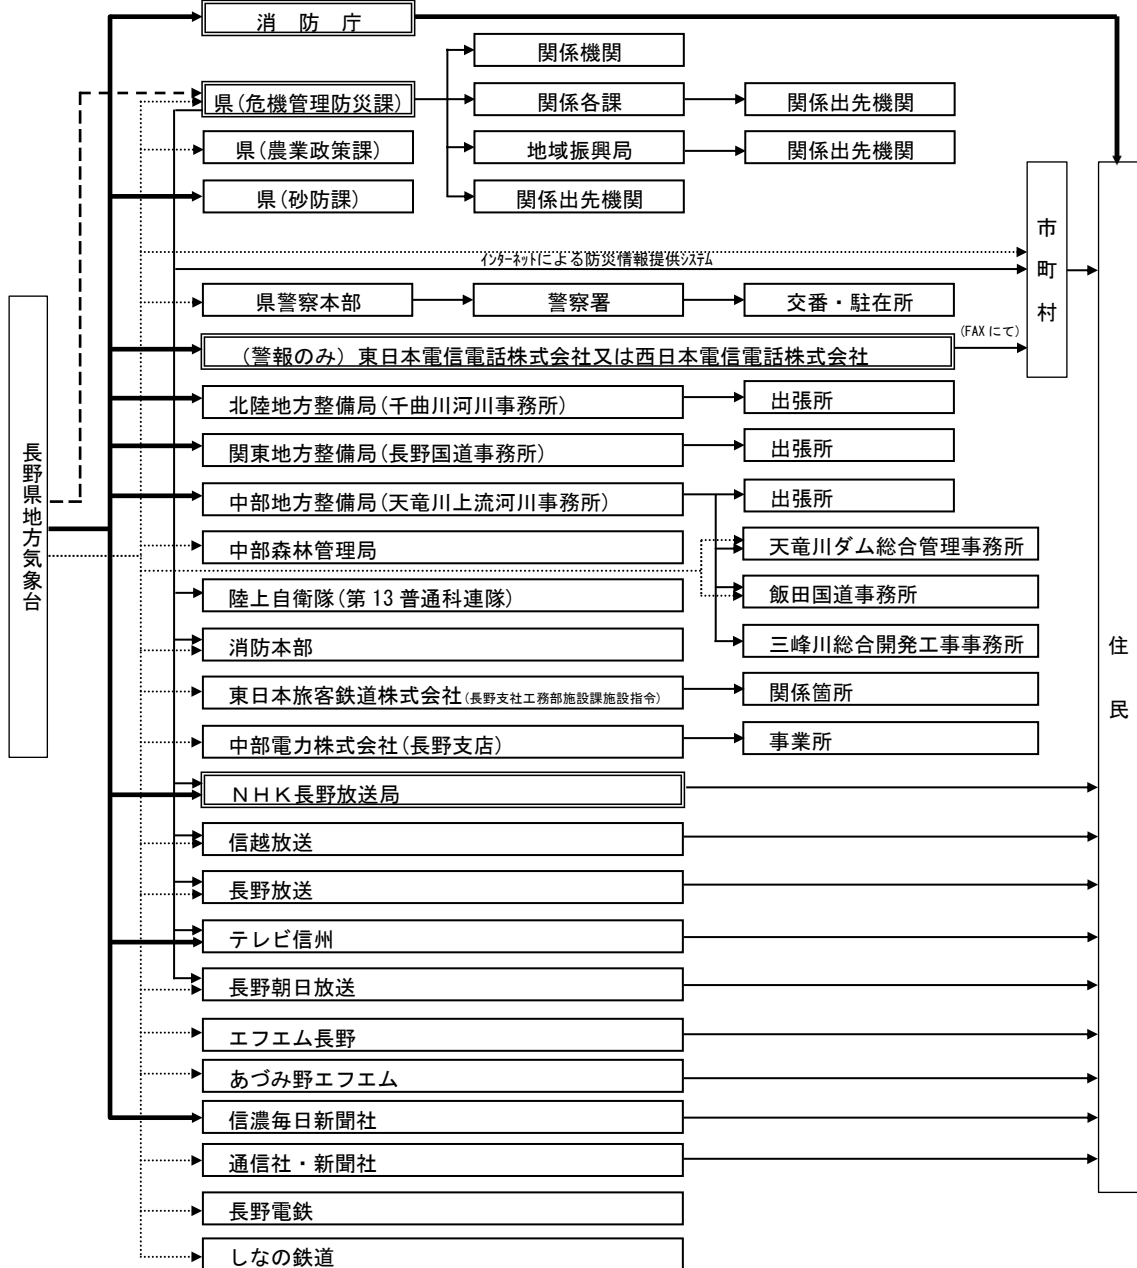 消　防　庁
関係機関
県(危機管理防災課)
関係各課
関係出先機関
県(農業政策課)
地域振興局
関係出先機関
県(砂防課)
関係出先機関
市町村
インターネットによる防災情報提供システム
県警察本部
警察署
交番・駐在所
(警報のみ) 東日本電信電話株式会社又は西日本電信電話株式会社
(FAXにて)
長野県地方気象台
北陸地方整備局(千曲川河川事務所)
出張所
関東地方整備局(長野国道事務所)
出張所
中部地方整備局(天竜川上流河川事務所)
出張所
中部森林管理局
天竜川ダム総合管理事務所
陸上自衛隊(第13普通科連隊)
飯田国道事務所
消防本部
三峰川総合開発工事事務所
住民
東日本旅客鉄道株式会社(長野支社工務部施設課施設指令)
関係箇所
中部電力株式会社(長野支店)
事業所
ＮＨＫ長野放送局
信越放送
長野放送
テレビ信州
長野朝日放送
エフエム長野
あづみ野エフエム
信濃毎日新聞社
通信社・新聞社
長野電鉄
しなの鉄道